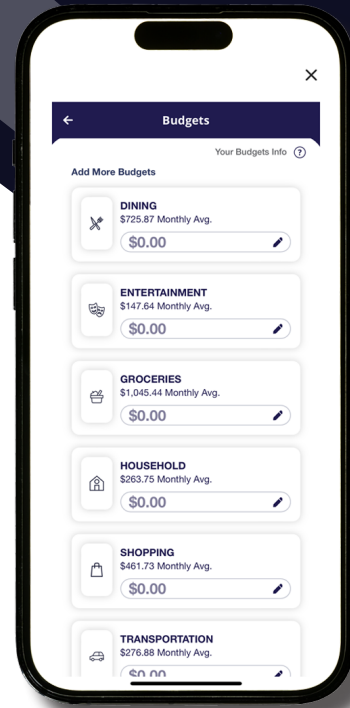 Budgets
Your Budgets Info ?
Add More Budgets
DINING
$725.87 Monthly Avg.
$0.00
ENTERTAINMENT
$147.64 Monthly Avg.
$0.00
GROCERIES
$1,045.44 Monthly Avg.
$0.00
HOUSEHOLD
$263.75 Monthly Avg.
$0.00
SHOPPING
$461.73 Monthly Avg.
$0.00
TRANSPORTATION
$276.88 Monthly Avg.
$0.00